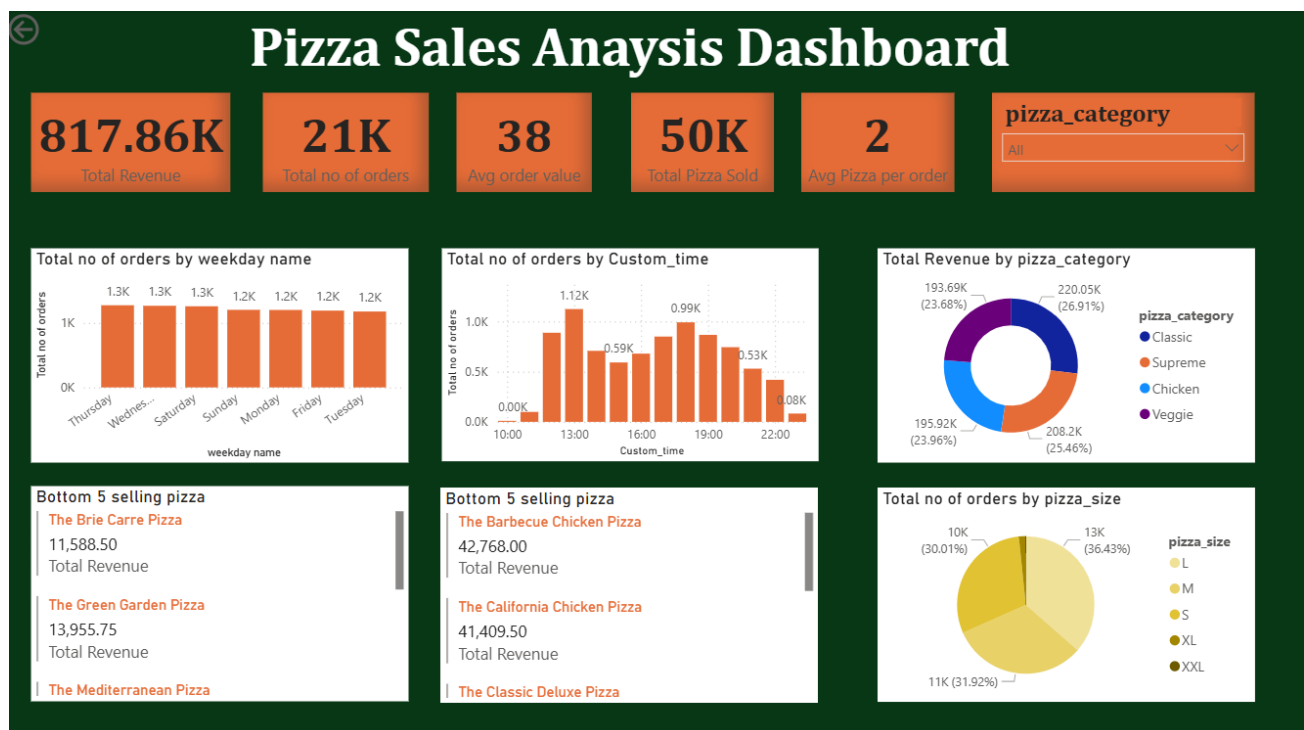 Pizza Sales Anaysis Dashboard
817.86K
Total Revenue
21K
Total no of orders
38
Avg order value
50K
Total Pizza Sold
2
Avg Pizza per order
pizza_category
All
Total no of orders by weekday name
Total no of orders
1K
0K
1.3K 1.3K 1.3K 1.2K 1.2K 1.2K 1.2K
Thursday Wednes... Saturday Sunday Monday Friday Tuesday
weekday name
Total no of orders by Custom_time
Total no of orders
1.0K
0.5K
0.0K
0.00K 1.12K 0.59K 0.99K 0.53K 0.08K
10:00 13:00 16:00 19:00 22:00
Custom_time
Total Revenue by pizza_category
193.69K
(23.68%)
220.05K
(26.91%)
195.92K
(23.96%)
208.2K
(25.46%)
pizza_category
Classic
Supreme
Chicken
Veggie
Bottom 5 selling pizza
The Brie Carre Pizza
11,588.50
Total Revenue
The Green Garden Pizza
13,955.75
Total Revenue
The Mediterranean Pizza
Bottom 5 selling pizza
The Barbecue Chicken Pizza
42,768.00
Total Revenue
The California Chicken Pizza
41,409.50
Total Revenue
The Classic Deluxe Pizza
Total no of orders by pizza_size
10K
(30.01%)
13K
(36.43%)
11K (31.92%)
pizza_size
L
M
S
XL
XXL